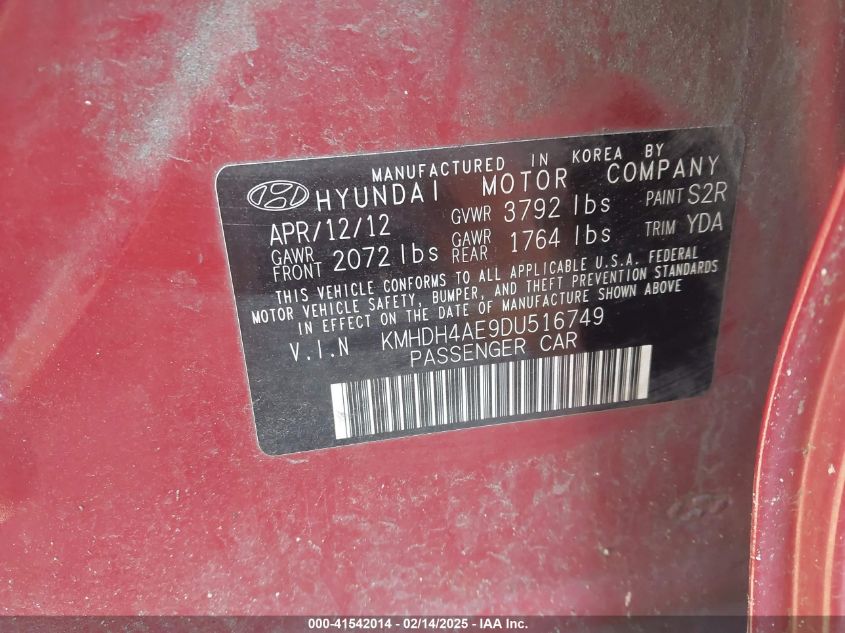 MANUFACTURED IN KOREA BY
HYUNDAI MOTOR COMPANY
APR/12/12 GVWR 3792 lbs PAINT S2R
GAWR FRONT 2072 lbs GAWR REAR 1764 lbs TRIM YDA
THIS VEHICLE CONFORMS TO ALL APPLICABLE U.S.A. FEDERAL
MOTOR VEHICLE SAFETY, BUMPER, AND THEFT PREVENTION STANDARDS
IN EFFECT ON THE DATE OF MANUFACTURE SHOWN ABOVE
V.I.N KMHDH4AE9DU516749
PASSENGER CAR
000-41542014 - 02/14/2025 - IAA Inc.